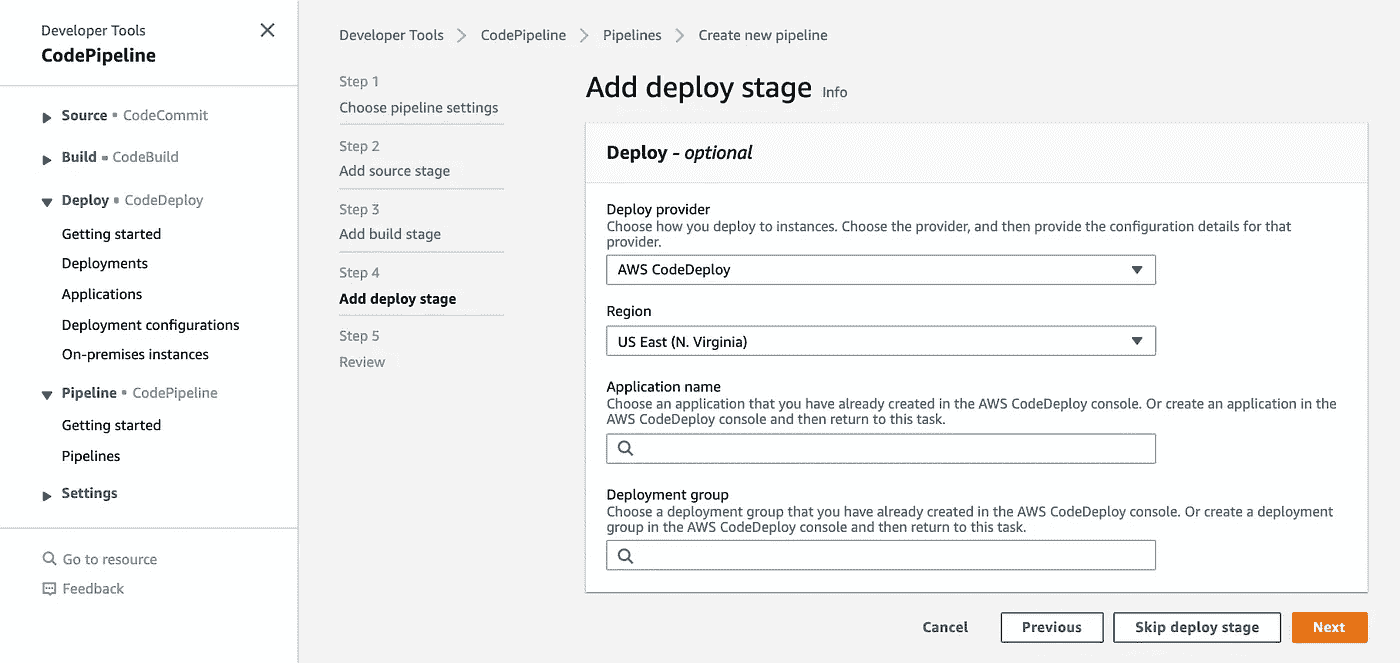 Developer Tools
CodePipeline
Source • CodeCommit
Build • CodeBuild
Deploy • CodeDeploy
Getting started
Deployments
Applications
Deployment configurations
On-premises instances
Pipeline • CodePipeline
Getting started
Pipelines
Settings
Go to resource
Feedback
Developer Tools > CodePipeline > Pipelines > Create new pipeline
Step 1
Choose pipeline settings
Step 2
Add source stage
Step 3
Add build stage
Step 4
Add deploy stage
Step 5
Review
Add deploy stage Info
Deploy - optional
Deploy provider
Choose how you deploy to instances. Choose the provider, and then provide the configuration details for that
provider.
AWS CodeDeploy
Region
US East (N. Virginia)
Application name
Choose an application that you have already created in the AWS CodeDeploy console. Or create an application in the
AWS CodeDeploy console and then return to this task.
Deployment group
Choose a deployment group that you have already created in the AWS CodeDeploy console. Or create a deployment
group in the AWS CodeDeploy console and then return to this task.
Cancel Previous Skip deploy stage Next